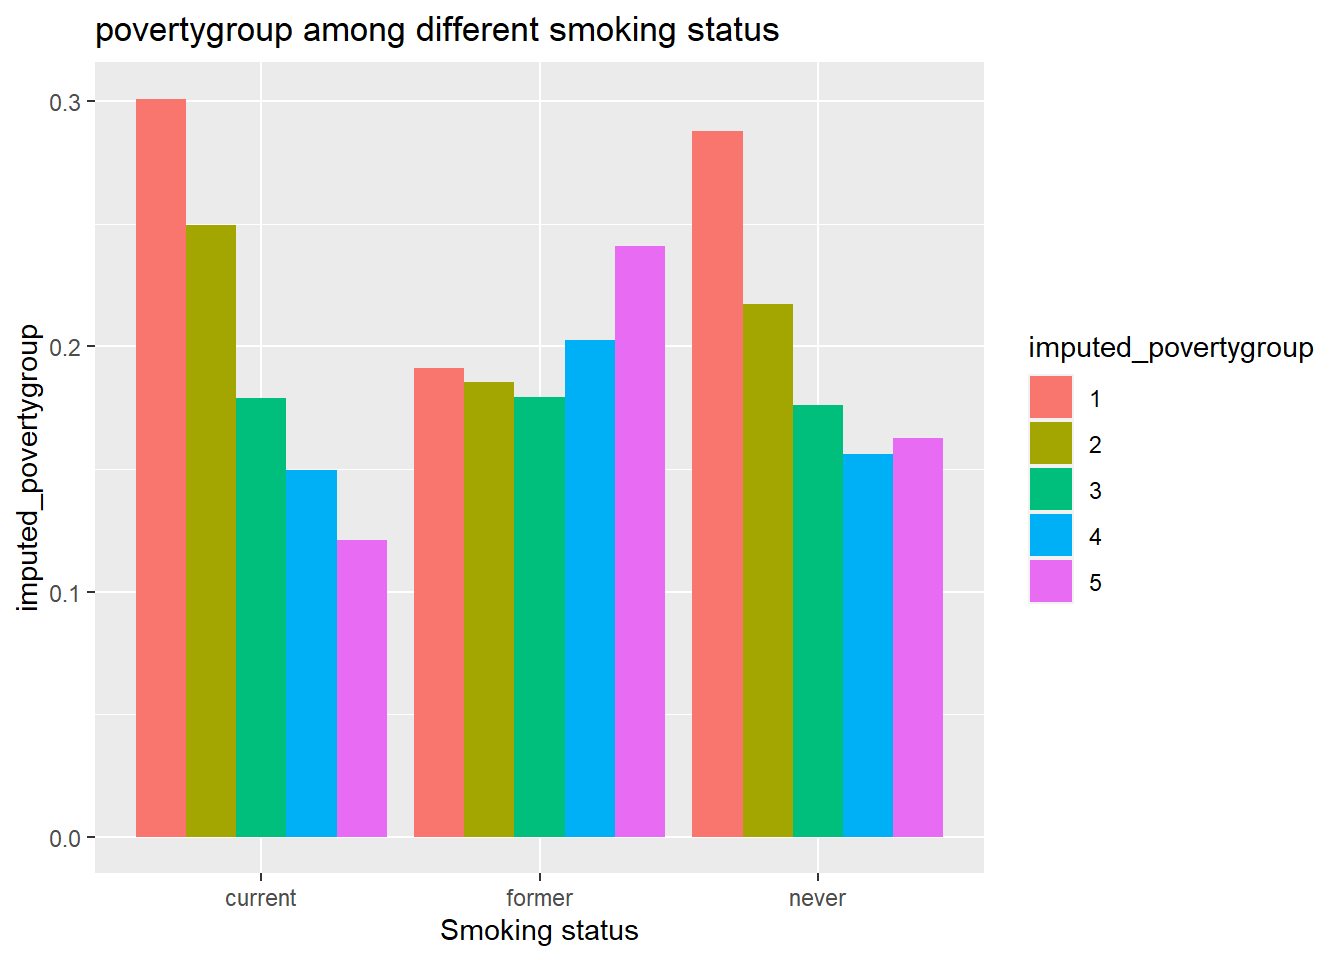 povertygroup among different smoking status
0.3
0.2
0.1
0.0
imputed_povertygroup
current former never
Smoking status
imputed_povertygroup
1
2
3
4
5